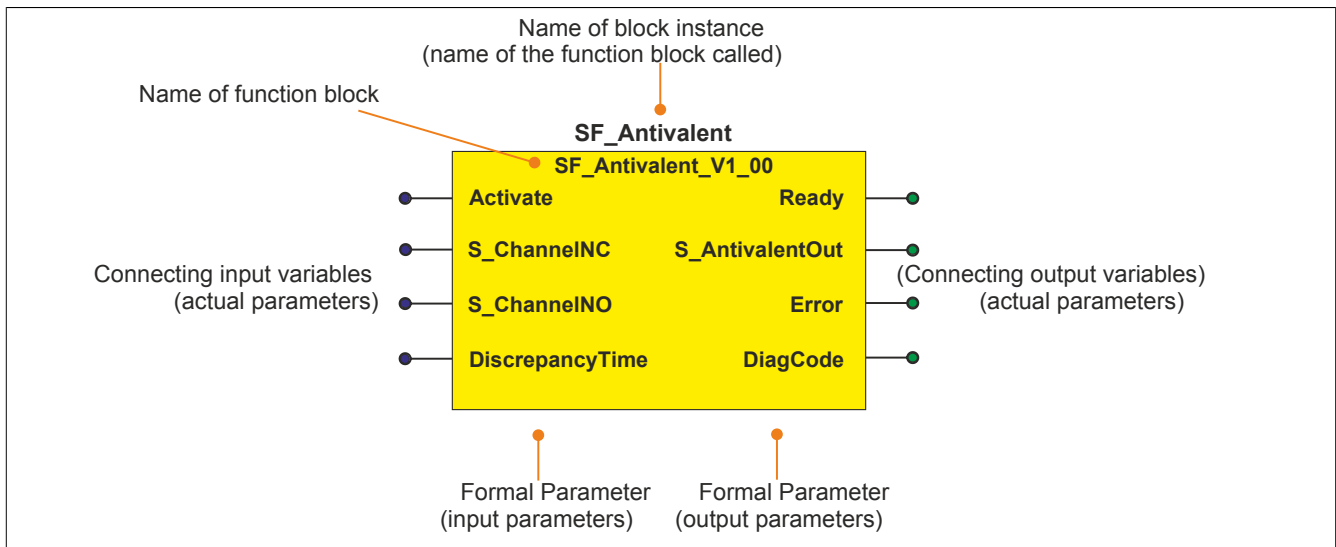 Name of block instance
(name of the function block called)
Name of function block
SF_Antivalent
SF_Antivalent_V1_00
Activate
Ready
S_ChannelNC
S_AntivalentOut
Connecting input variables
(actual parameters)
(Connecting output variables)
(actual parameters)
S_ChannelNO
Error
DiscrepancyTime
DiagCode
Formal Parameter
(input parameters)
Formal Parameter
(output parameters)